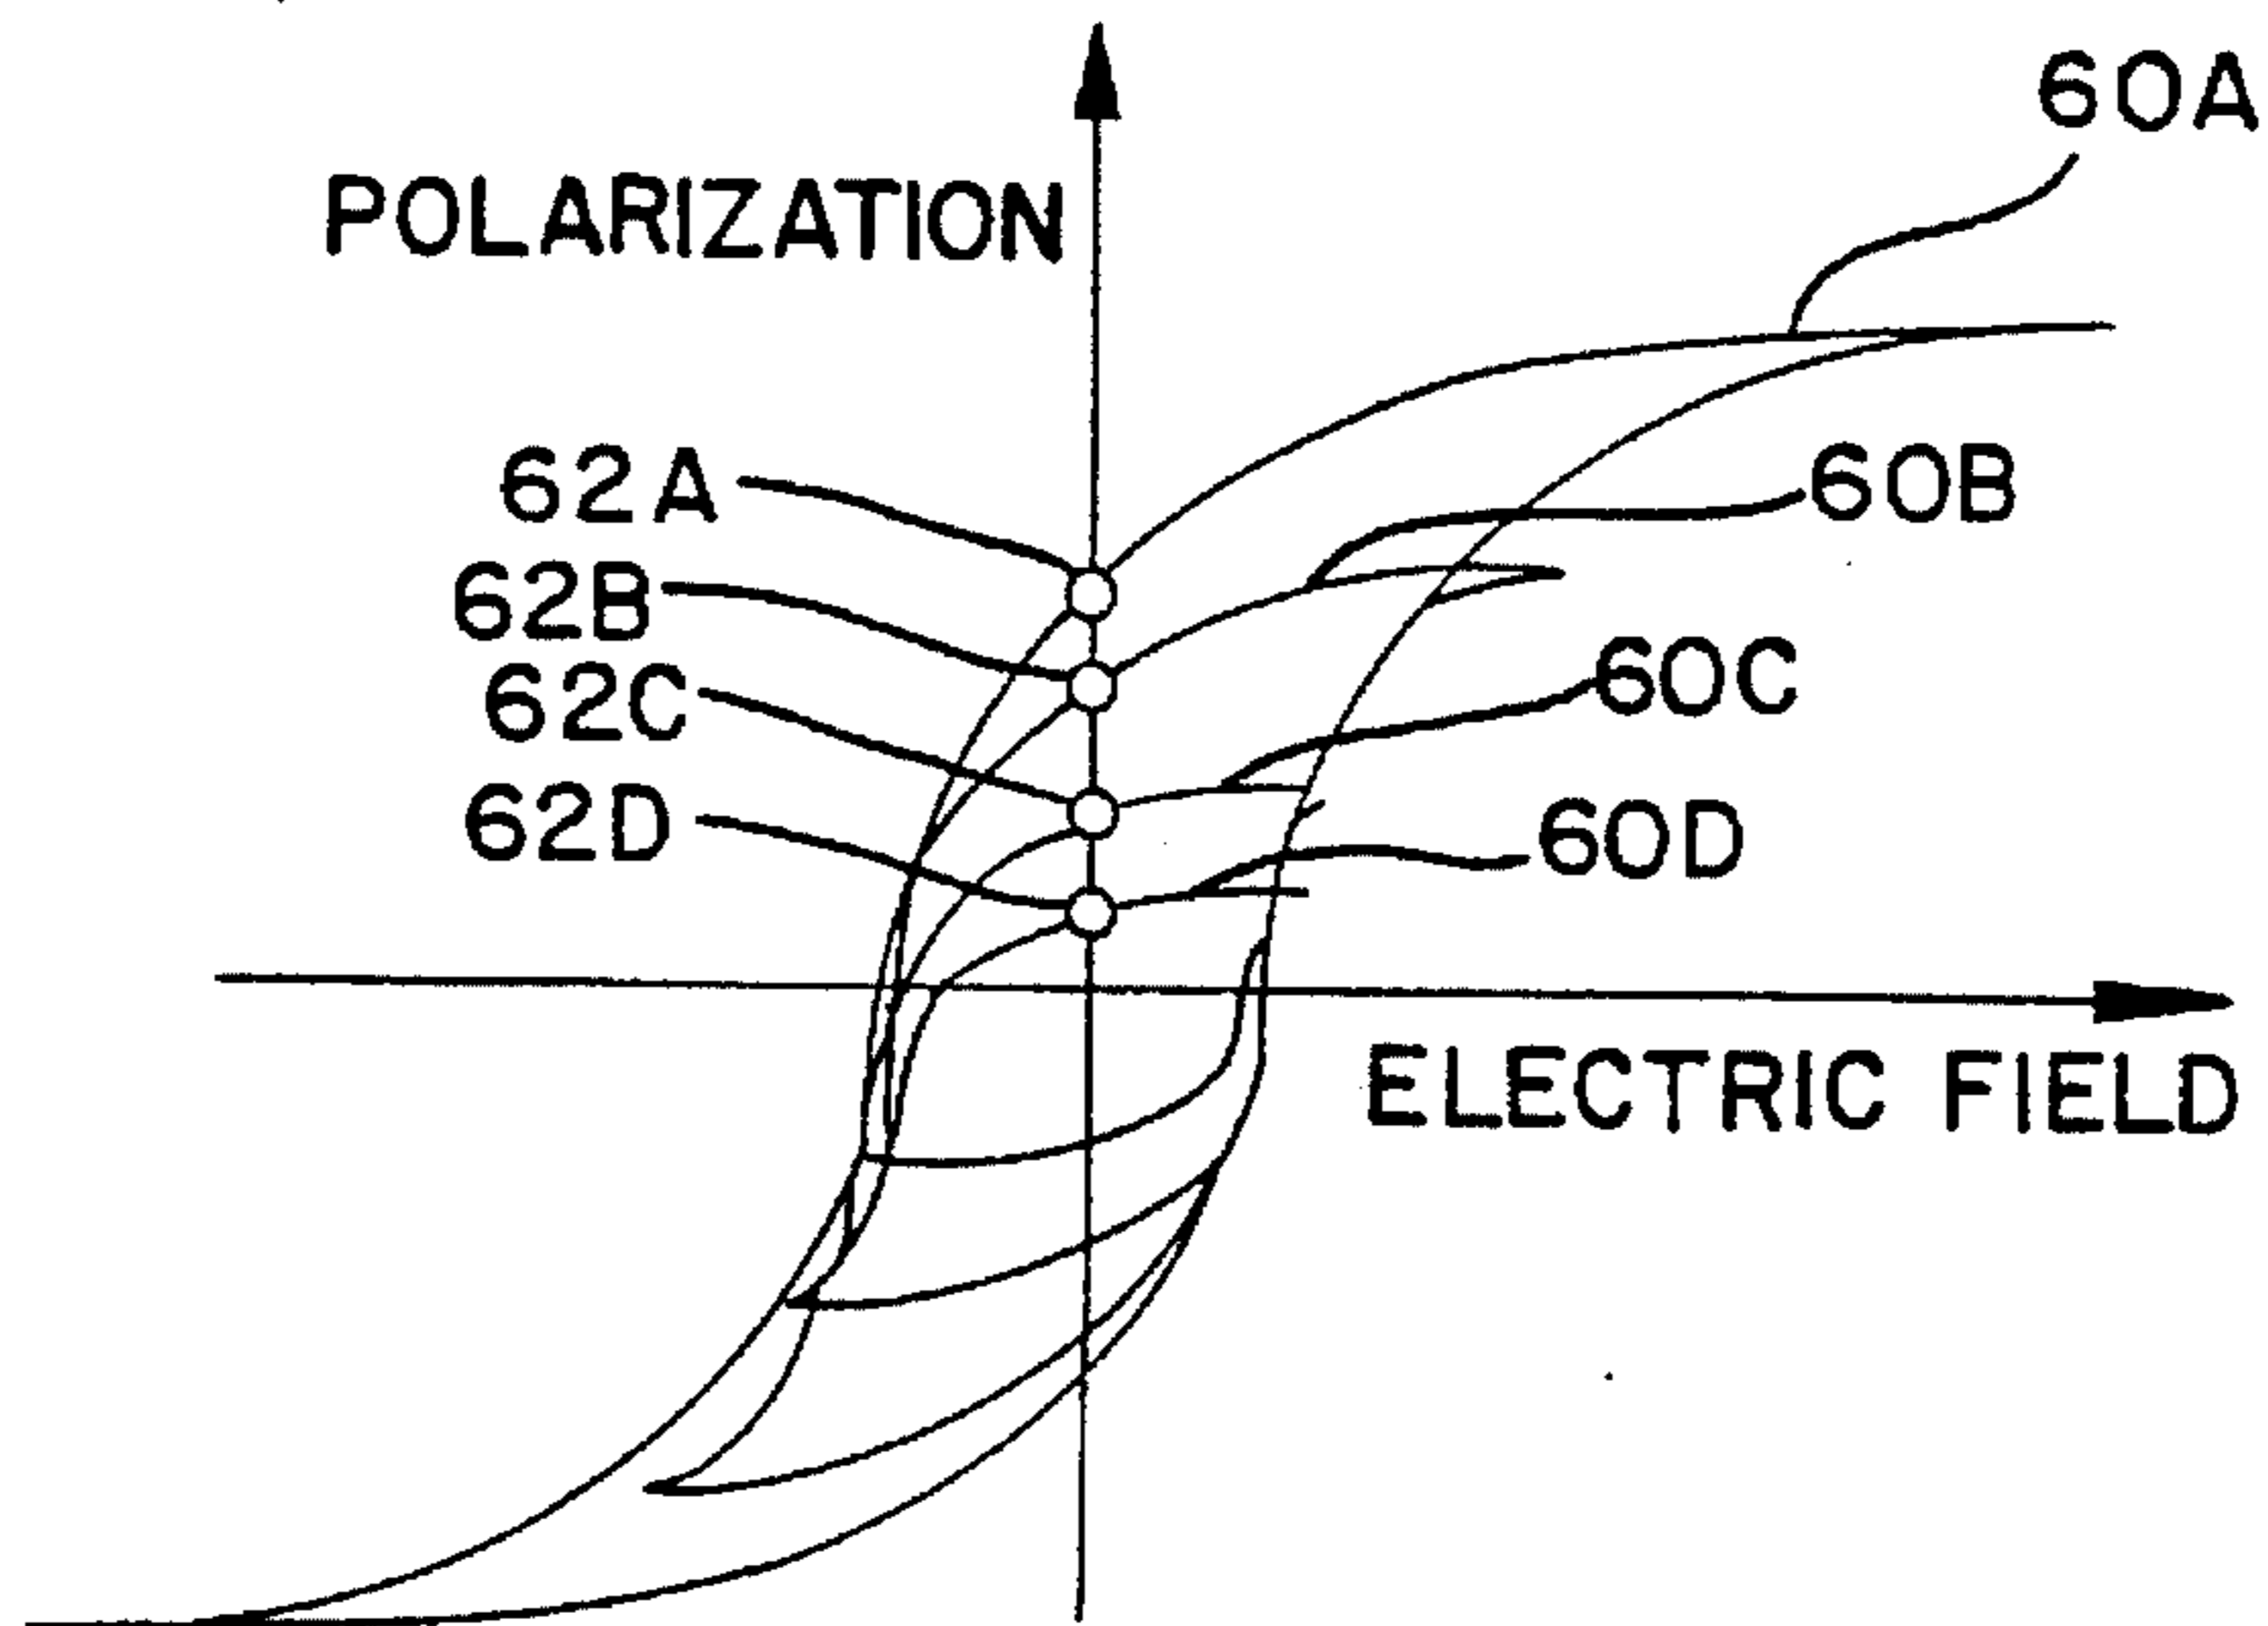 60A
POLARIZATION
62A
60B
62B
60C
62C
62D
60D
ELECTRIC FIELD